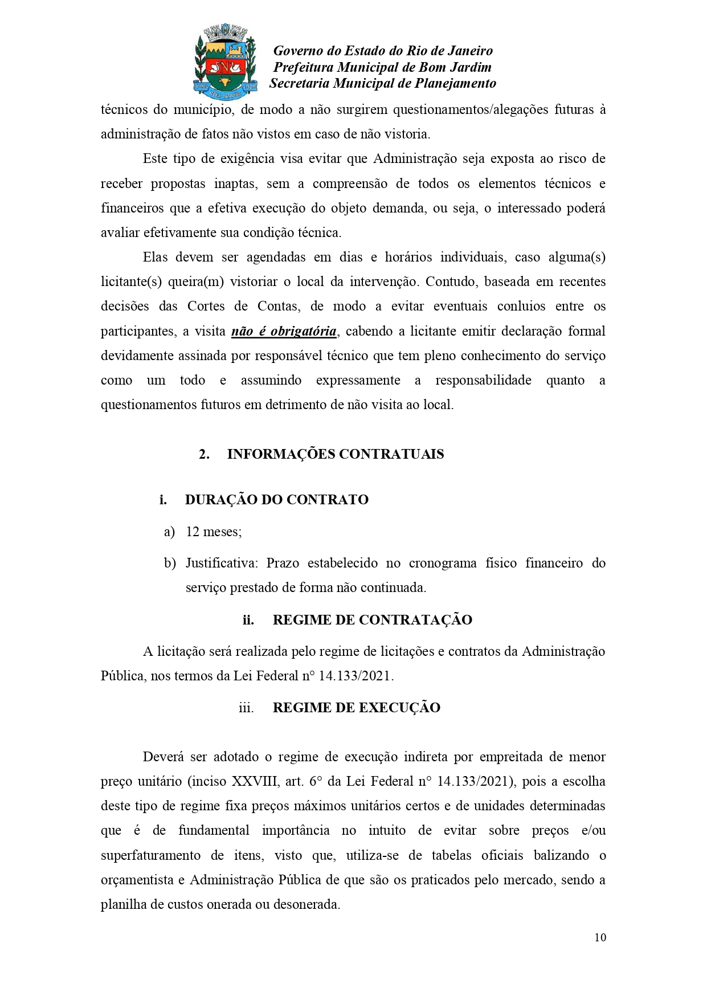 Governo do Estado do Rio de Janeiro
Prefeitura Municipal de Bom Jardim
Secretaria Municipal de Planejamento
1893 1924
BOM JARDIM
técnicos do município, de modo a não surgirem questionamentos/alegações futuras à
administração de fatos não vistos em caso de não vistoria.
Este tipo de exigência visa evitar que Administração seja exposta ao risco de
receber propostas inaptas, sem a compreensão de todos os elementos técnicos e
financeiros que a efetiva execução do objeto demanda, ou seja, o interessado poderá
avaliar efetivamente sua condição técnica.
Elas devem ser agendadas em dias e horários individuais, caso alguma(s)
licitante(s) queira(m) vistoriar o local da intervenção. Contudo, baseada em recentes
decisões das Cortes de Contas, de modo a evitar eventuais conluios entre os
participantes, a visita não é obrigatória, cabendo a licitante emitir declaração formal
devidamente assinada por responsável técnico que tem pleno conhecimento do serviço
como um todo e assumindo expressamente a responsabilidade quanto a
questionamentos futuros em detrimento de não visita ao local.
2. INFORMAÇÕES CONTRATUAIS
i. DURAÇÃO DO CONTRATO
a) 12 meses;
b) Justificativa: Prazo estabelecido no cronograma físico financeiro do
serviço prestado de forma não continuada.
ii. REGIME DE CONTRATAÇÃO
A licitação será realizada pelo regime de licitações e contratos da Administração
Pública, nos termos da Lei Federal n° 14.133/2021.
iii. REGIME DE EXECUÇÃO
Deverá ser adotado o regime de execução indireta por empreitada de menor
preço unitário (inciso XXVIII, art. 6° da Lei Federal n° 14.133/2021), pois a escolha
deste tipo de regime fixa preços máximos unitários certos e de unidades determinadas
que é de fundamental importância no intuito de evitar sobre preços e/ou
superfaturamento de itens, visto que, utiliza-se de tabelas oficiais balizando o
orçamentista e Administração Pública de que são os praticados pelo mercado, sendo a
planilha de custos onerada ou desonerada.
10